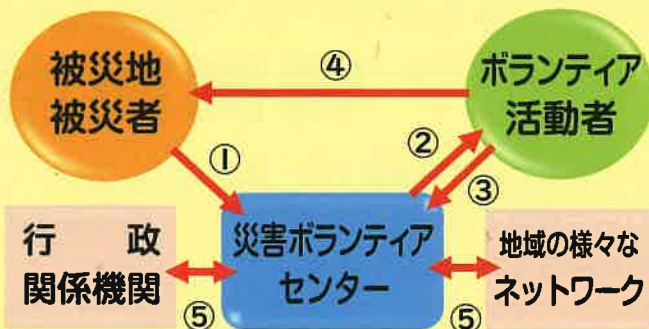 被災地
被災者
④
ボランティア
活動者
①
②
③
行　政
関係機関
災害ボランティア
センター
地域の様々な
ネットワーク
⑤
⑤